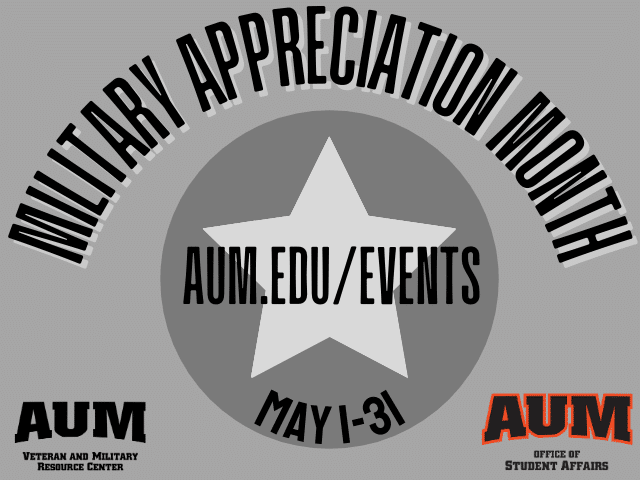 MILITARY APPRECIATION MONTH
AUM.EDU/EVENTS
MAY 1-31
AUM
VETERAN AND MILITARY
RESOURCE CENTER
AUM
OFFICE OF
STUDENT AFFAIRS